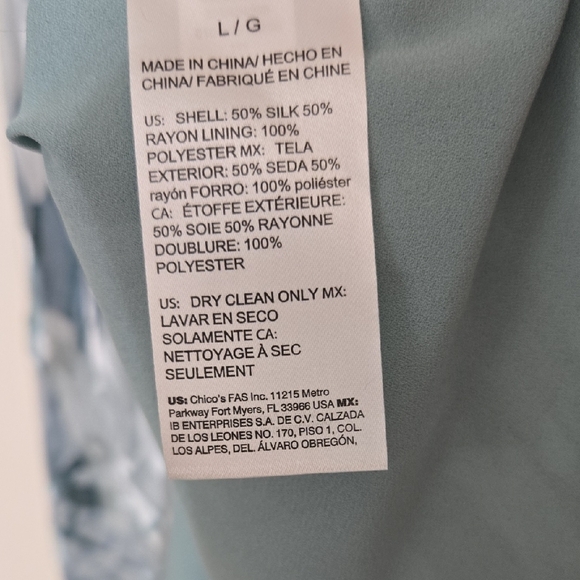 L / G
MADE IN CHINA/ HECHO EN
CHINA/ FABRIQUÉ EN CHINE
US: SHELL: 50% SILK 50%
RAYON LINING: 100%
POLYESTER MX: TELA
EXTERIOR: 50% SEDA 50%
rayón FORRO: 100% poliéster
CA: ÉTOFFE EXTÉRIEURE:
50% SOIE 50% RAYONNE
DOUBLURE: 100%
POLYESTER
US: DRY CLEAN ONLY MX:
LAVAR EN SECO
SOLAMENTE CA:
NETTOYAGE À SEC
SEULEMENT
US: Chico's FAS Inc. 11215 Metro
Parkway Fort Myers, FL 33966 USA MX:
IB ENTERPRISES S.A. DE C.V. CALZADA
DE LOS LEONES NO. 170, PISO 1, COL.
LOS ALPES, DEL. ÁLVARO OBREGÓN,